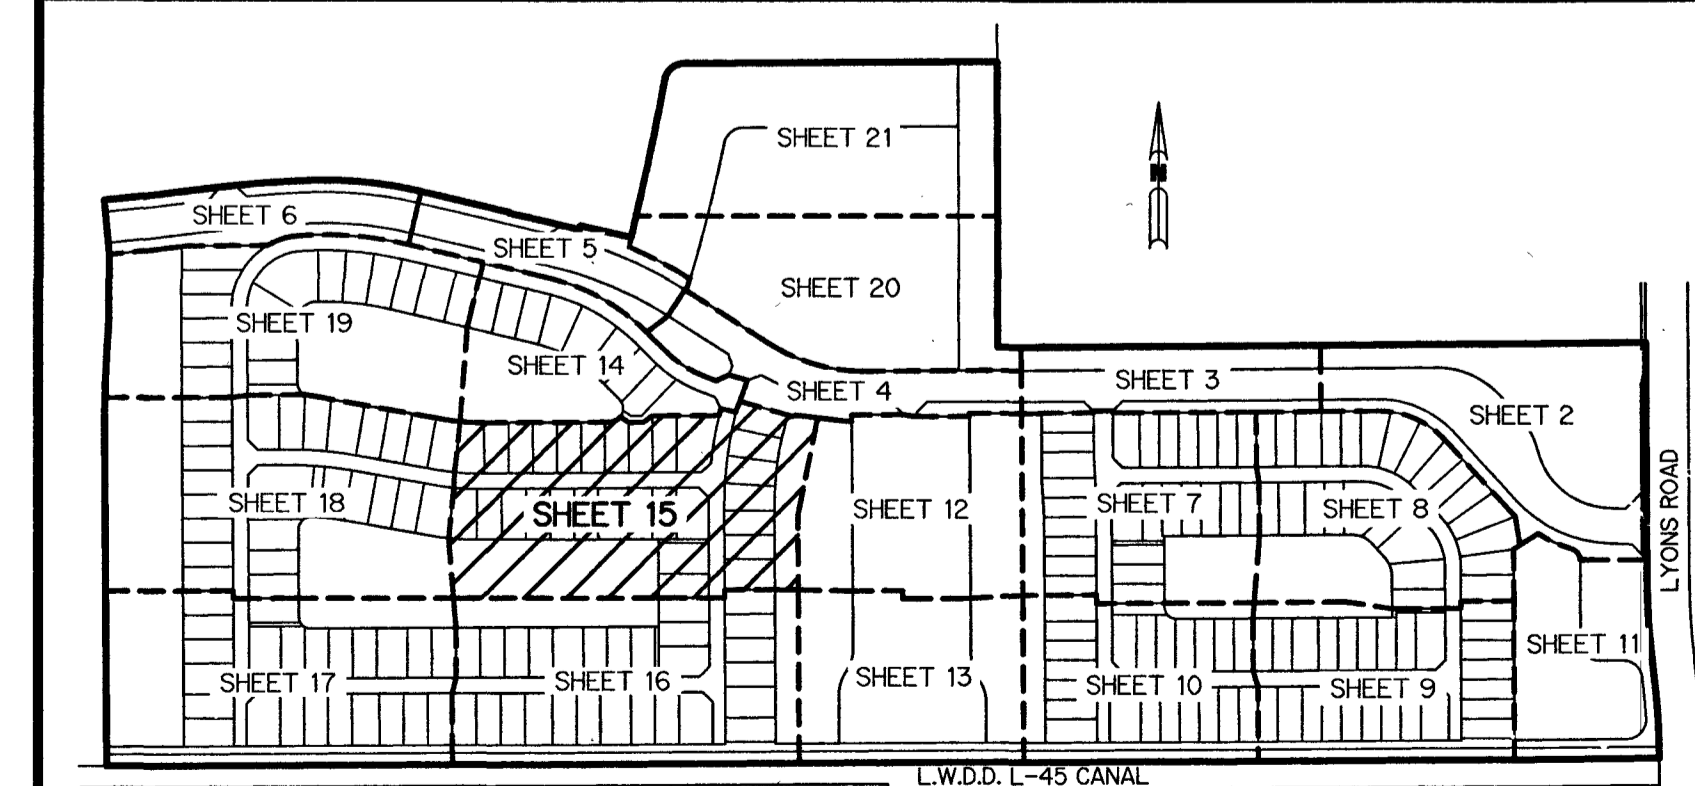 SHEET 21
N
SHEET 6
SHEET 5
SHEET 20
SHEET 19
SHEET 14
SHEET 4
SHEET 3
SHEET 2
SHEET 18
SHEET 15
SHEET 12
SHEET 7
SHEET 8
LYONS ROAD
SHEET 17
SHEET 16
SHEET 13
SHEET 10
SHEET 9
SHEET 11
L.W.D.D. L-45 CANAL